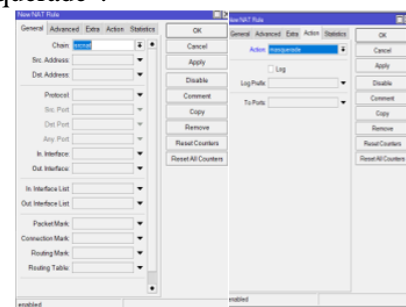 querade".
New NAT Rule
General Advanced Extra Action Statistics
Chain: srcnat
Src. Address:
Dst. Address:
Protocol:
Src. Port:
Dst. Port:
Any. Port:
In. Interface:
Out. Interface:
In. Interface List:
Out. Interface List:
Packet Mark:
Connection Mark:
Routing Mark:
Routing Table:
OK
Cancel
Apply
Disable
Comment
Copy
Remove
Reset Counters
Reset All Counters
enabled
New NAT Rule
General Advanced Extra Action Statistics
Action: masquerade
Log
Log Prefix:
To Ports:
OK
Cancel
Apply
Disable
Comment
Copy
Remove
Reset Counters
Reset All Counters
enabled